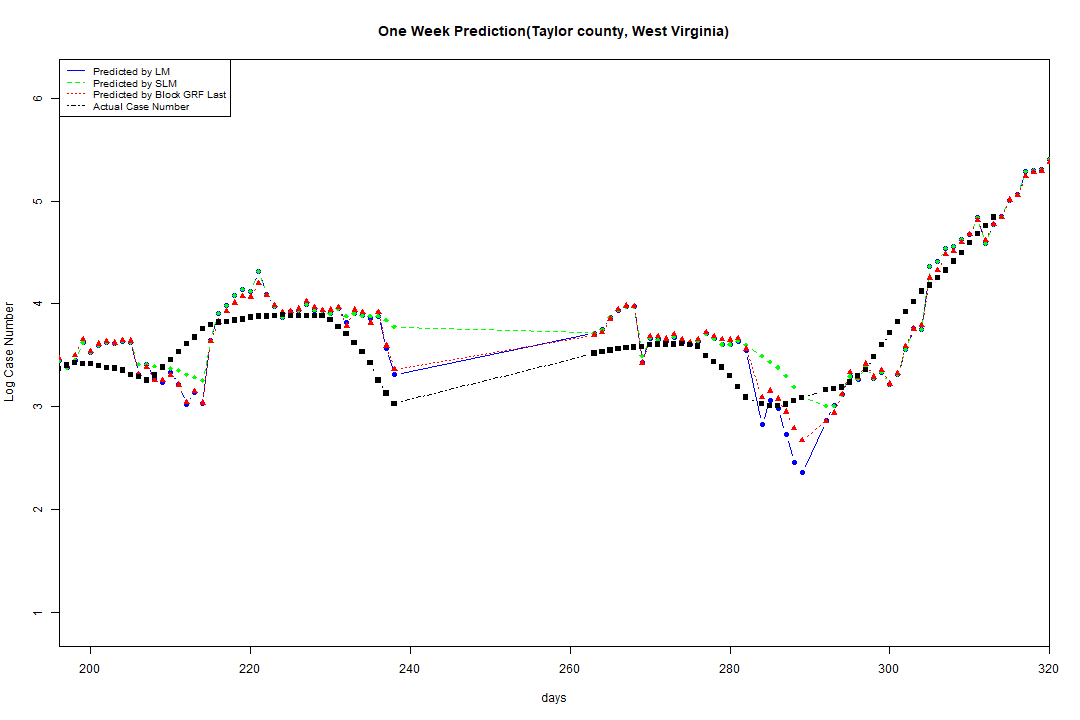 One Week Prediction(Taylor county, West Virginia)
Predicted by LM
Predicted by SLM
Predicted by Block GRF Last
Actual Case Number
Log Case Number
6
5
4
3
2
1
200
220
240
260
280
300
320
days